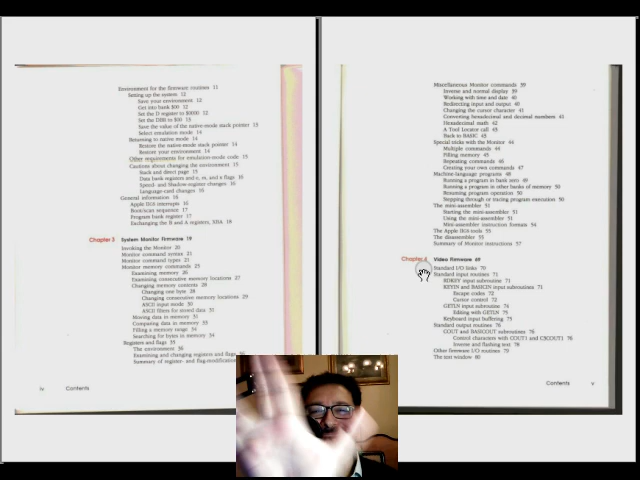 Environment for the firmware routines 11
Setting up the system 12
Save your environment 12
Get into bank $00 12
Set the D register to $0000 12
Set the DBR to $00 13
Save the value of the native-mode stack pointer 13
Select emulation mode 14
Returning to native mode 14
Restore the native-mode stack pointer 14
Restore your environment 14
Other requirements for emulation-mode code 15
Cautions about changing the environment 15
Stack and direct page 15
Data bank registers and e, m, and x flags 16
Speed- and Shadow-register changes 16
Language-card changes 16
General information 16
Apple IIGS interrupts 16
Boot/scan sequence 17
Program bank register 17
Exchanging the B and A registers, XBA 18
Chapter 3 System Monitor Firmware 19
Invoking the Monitor 20
Monitor command syntax 21
Monitor command types 21
Monitor memory commands 25
Examining memory 26
Examining consecutive memory locations 27
Changing memory contents 28
Changing one byte 28
Changing consecutive memory locations 29
ASCII input mode 30
ASCII filters for stored data 31
Moving data in memory 31
Comparing data in memory 33
Filling a memory range 34
Searching for bytes in memory 34
Registers and flags 35
The environment 36
Examining and changing registers and flags 36
Summary of register- and flag-modification
iv Contents
Miscellaneous Monitor commands 39
Inverse and normal display 39
Working with time and date 40
Redirecting input and output 40
Changing the cursor character 41
Converting hexadecimal and decimal numbers 41
Hexadecimal math 42
A Tool Locator call 43
Back to BASIC 43
Special tricks with the Monitor 44
Multiple commands 44
Filling memory 45
Repeating commands 46
Creating your own commands 47
Machine-language programs 48
Running a program in bank zero 49
Running a program in other banks of memory 50
Resuming program operation 50
Stepping through or tracing program execution 50
The mini-assembler 51
Starting the mini-assembler 51
Using the mini-assembler 51
Mini-assembler instruction formats 54
The Apple IIGS tools 55
The disassembler 55
Summary of Monitor instructions 57
Chapter 4 Video Firmware 69
Standard I/O links 70
Standard input routines 71
RDKEY input subroutine 71
KEYIN and BASICIN input subroutines 71
Escape codes 72
Cursor control 72
GETLN input subroutine 74
Editing with GETLN 75
Keyboard input buffering 75
Standard output routines 76
COUT and BASICOUT subroutines 76
Control characters with COUT1 and C3COUT1 76
Inverse and flashing text 78
Other firmware I/O routines 79
The text window 80
Contents v